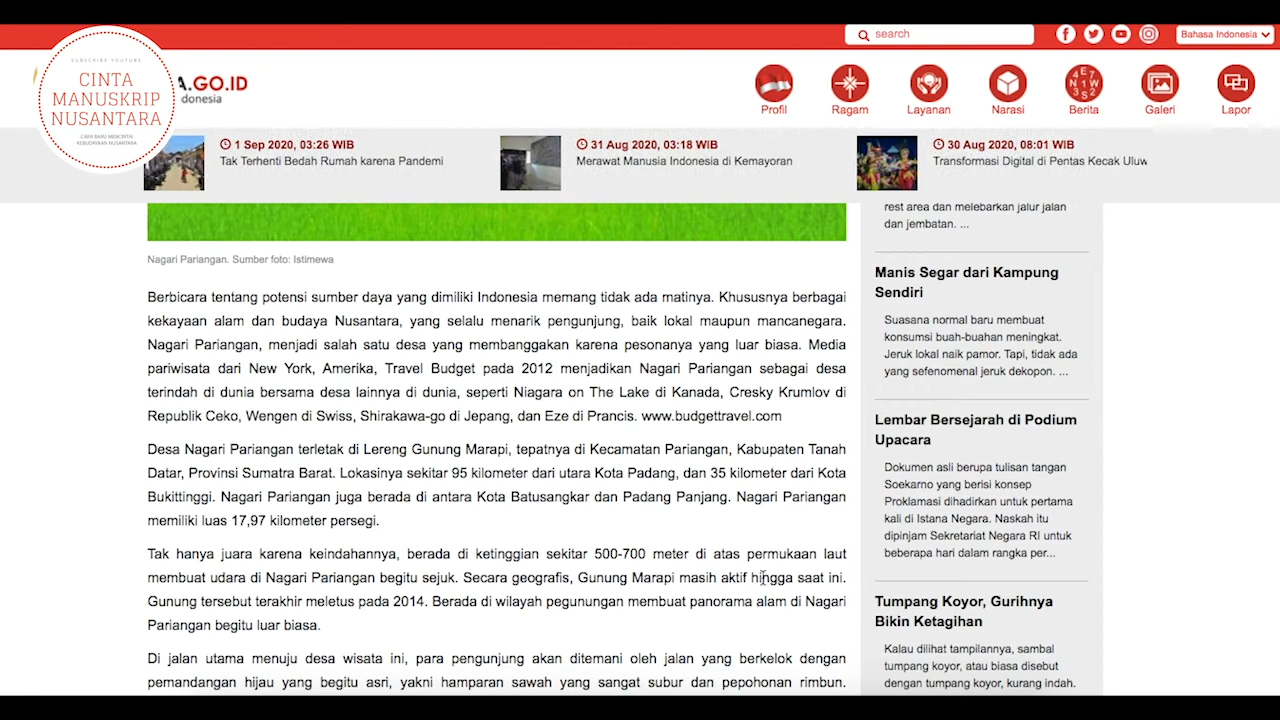 SUBSCRIBE YOUTUBE
CINTA
MANUSKRIP
NUSANTARA
CARA BARU MENCINTAI
KEBUDAYAAN NUSANTARA
A.GO.ID
donesia
search
Bahasa Indonesia
Profil
Ragam
Layanan
Narasi
Berita
Galeri
Lapor
1 Sep 2020, 03:26 WIB
Tak Terhenti Bedah Rumah karena Pandemi
31 Aug 2020, 03:18 WIB
Merawat Manusia Indonesia di Kemayoran
30 Aug 2020, 08:01 WIB
Transformasi Digital di Pentas Kecak Uluw
Nagari Pariangan. Sumber foto: Istimewa
Berbicara tentang potensi sumber daya yang dimiliki Indonesia memang tidak ada matinya. Khususnya berbagai
kekayaan alam dan budaya Nusantara, yang selalu menarik pengunjung, baik lokal maupun mancanegara.
Nagari Pariangan, menjadi salah satu desa yang membanggakan karena pesonanya yang luar biasa. Media
pariwisata dari New York, Amerika, Travel Budget pada 2012 menjadikan Nagari Pariangan sebagai desa
terindah di dunia bersama desa lainnya di dunia, seperti Niagara on The Lake di Kanada, Cresky Krumlov di
Republik Ceko, Wengen di Swiss, Shirakawa-go di Jepang, dan Eze di Prancis. www.budgettravel.com
Desa Nagari Pariangan terletak di Lereng Gunung Marapi, tepatnya di Kecamatan Pariangan, Kabupaten Tanah
Datar, Provinsi Sumatra Barat. Lokasinya sekitar 95 kilometer dari utara Kota Padang, dan 35 kilometer dari Kota
Bukittinggi. Nagari Pariangan juga berada di antara Kota Batusangkar dan Padang Panjang. Nagari Pariangan
memiliki luas 17,97 kilometer persegi.
Tak hanya juara karena keindahannya, berada di ketinggian sekitar 500-700 meter di atas permukaan laut
membuat udara di Nagari Pariangan begitu sejuk. Secara geografis, Gunung Marapi masih aktif hingga saat ini.
Gunung tersebut terakhir meletus pada 2014. Berada di wilayah pegunungan membuat panorama alam di Nagari
Pariangan begitu luar biasa.
Di jalan utama menuju desa wisata ini, para pengunjung akan ditemani oleh jalan yang berkelok dengan
pemandangan hijau yang begitu asri, yakni hamparan sawah yang sangat subur dan pepohonan rimbun.
rest area dan melebarkan jalur jalan
dan jembatan. ...
Manis Segar dari Kampung
Sendiri
Suasana normal baru membuat
konsumsi buah-buahan meningkat.
Jeruk lokal naik pamor. Tapi, tidak ada
yang sefenomenal jeruk dekopon. ...
Lembar Bersejarah di Podium
Upacara
Dokumen asli berupa tulisan tangan
Soekarno yang berisi konsep
Proklamasi dihadirkan untuk pertama
kali di Istana Negara. Naskah itu
dipinjam Sekretariat Negara RI untuk
beberapa hari dalam rangka per...
Tumpang Koyor, Gurihnya
Bikin Ketagihan
Kalau dilihat tampilannya, sambal
tumpang koyor, atau biasa disebut
dengan tumpang koyor, kurang indah.